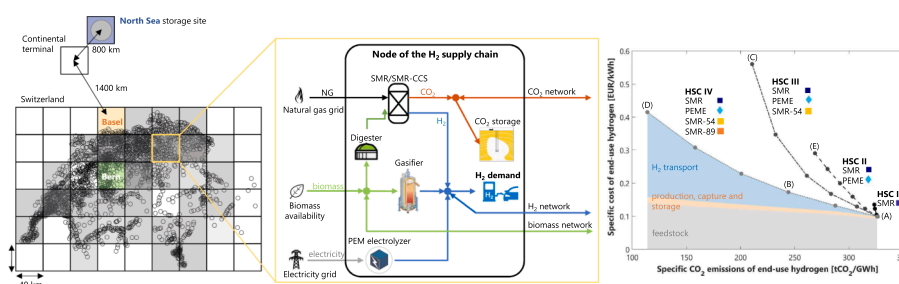 North Sea storage site
Continental
terminal
800 km
1400 km
Switzerland
Basel
Bern
40 km
Node of the H2 supply chain
SMR/SMR-CCS
NG
CO2
CO2 network
Natural gas grid
H2
CO2 storage
Digester
Gasifier
H2 demand
biomass
Biomass
availability
H2 network
biomass network
PEM electrolyzer
electricity
Electricity grid
Specific cost of end-use hydrogen [EUR/kWh]
0.6
0.5
0.4
0.3
0.2
0.1
0
(C)
HSC IV
SMR
PEME
SMR-54
SMR-89
HSC III
SMR
PEME
SMR-54
(D)
(E)
HSC II
SMR
PEME
H2 transport
(B)
HSC I
SMR
production, capture and
storage
(A)
feedstock
100
150
200
250
300
Specific CO2 emissions of end-use hydrogen [tCO2/GWh]